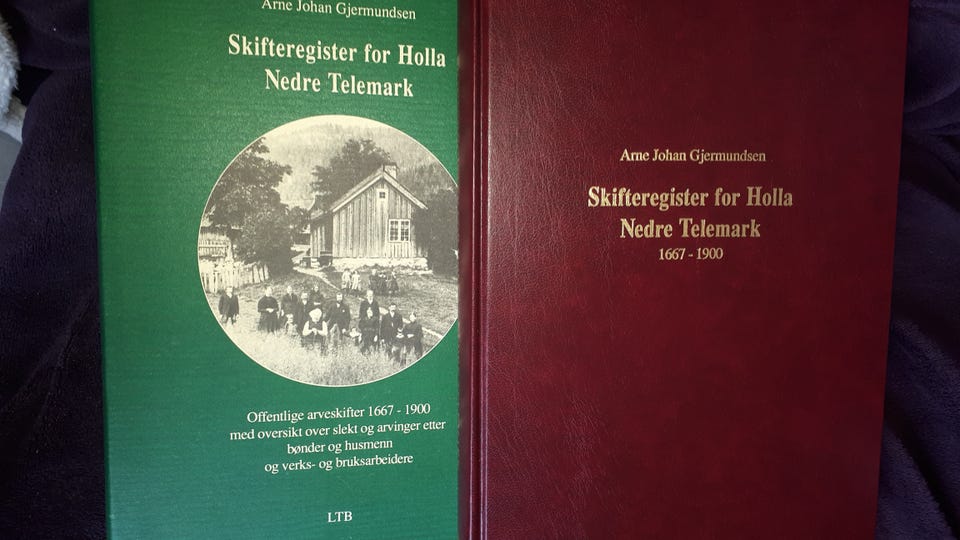 Arne Johan Gjermundsen
Skifteregister for Holla
Nedre Telemark
Offentlige arveskifter 1667 - 1900
med oversikt over slekt og arvinger etter
bønder og husmenn
og verks- og bruksarbeidere
LTB
Arne Johan Gjermundsen
Skifteregister for Holla
Nedre Telemark
1667 - 1900